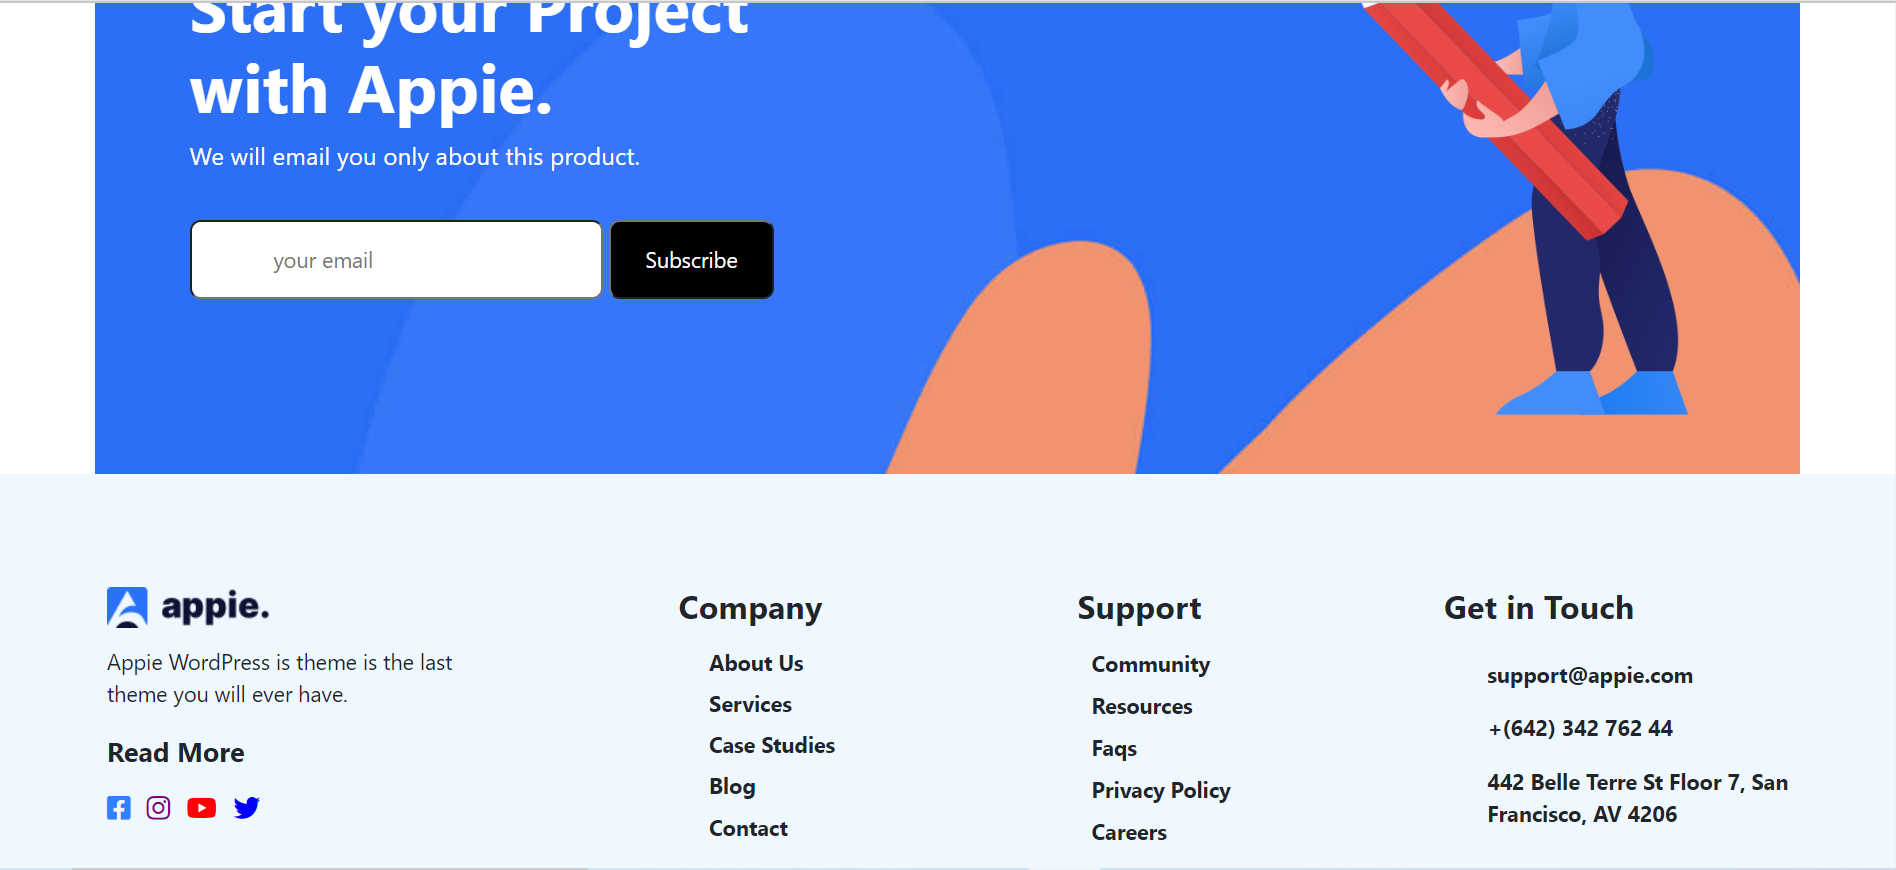 Start your Project
with Appie.
We will email you only about this product.
your email
Subscribe
appie.
Appie WordPress is theme is the last
theme you will ever have.
Read More
Company
About Us
Services
Case Studies
Blog
Contact
Support
Community
Resources
Faqs
Privacy Policy
Careers
Get in Touch
support@appie.com
+(642) 342 762 44
442 Belle Terre St Floor 7, San
Francisco, AV 4206